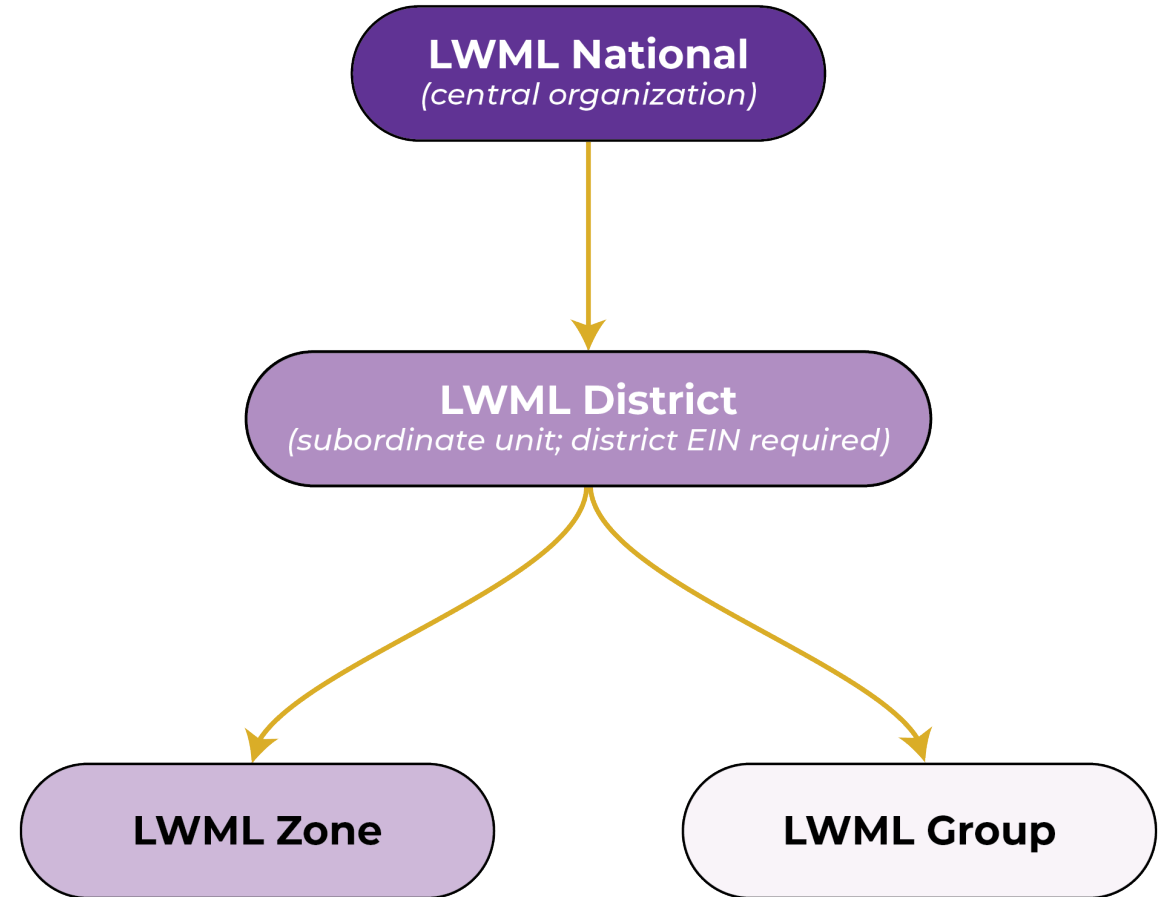 LWML National
(central organization)
LWML District
(subordinate unit; district EIN required)
LWML Zone
LWML Group